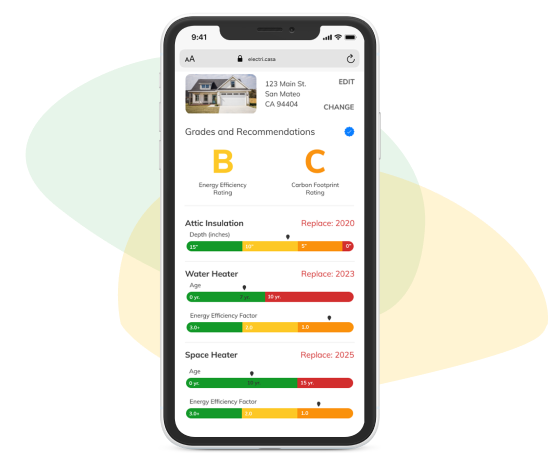 9:41
AA
electri.casa
123 Main St. EDIT
San Mateo
CA 94404 CHANGE
Grades and Recommendations
B C
Energy Efficiency Rating
Carbon Footprint Rating
Attic Insulation Replace: 2020
Depth (inches)
15" 10" 5" 0"
Water Heater Replace: 2023
Age
0 yr. 7 yr. 10 yr.
Energy Efficiency Factor
3.0+ 2.0 1.0
Space Heater Replace: 2025
Age
0 yr. 10 yr. 15 yr.
Energy Efficiency Factor
3.0+ 2.0 1.0